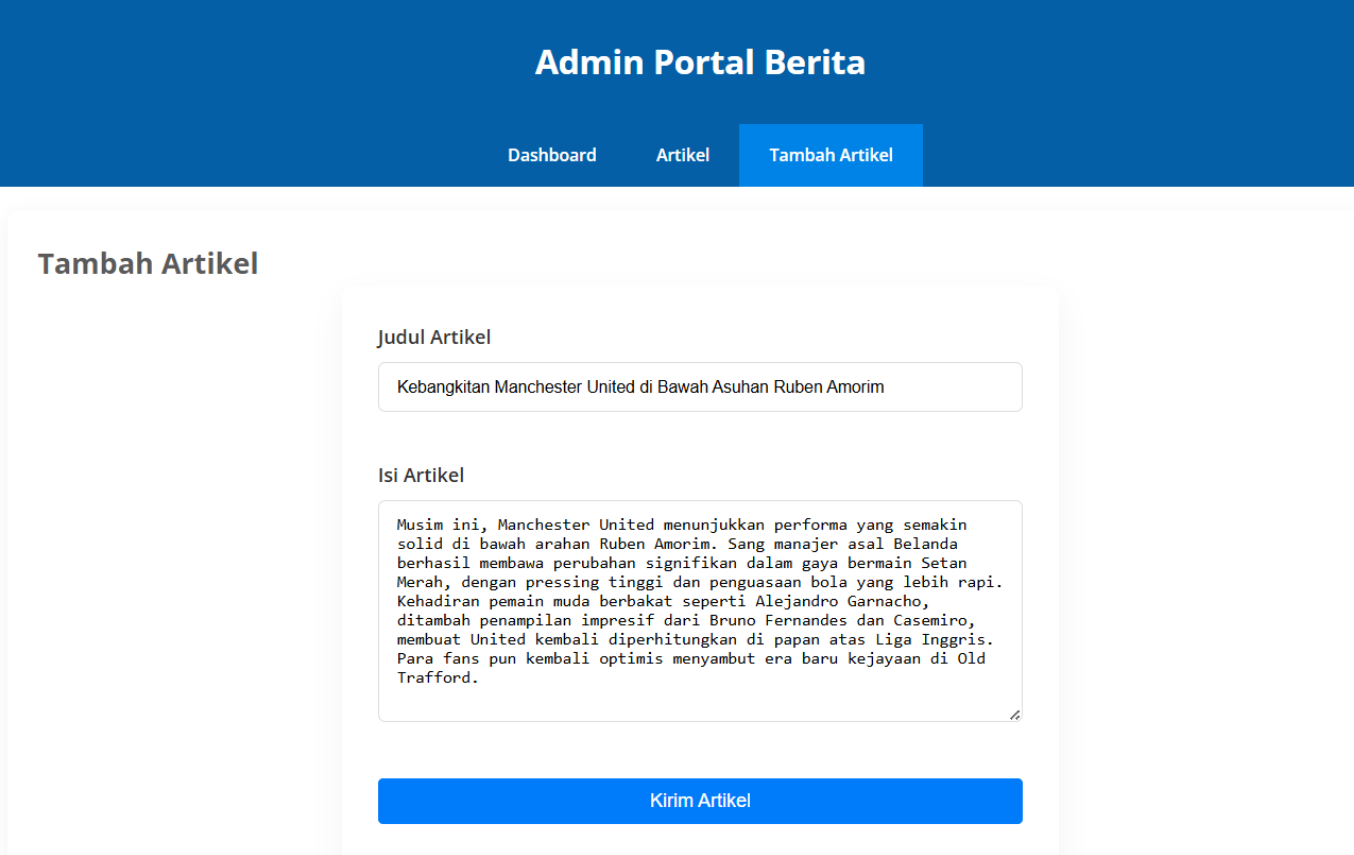 Admin Portal Berita
Dashboard Artikel Tambah Artikel
Tambah Artikel
Judul Artikel
Kebangkitan Manchester United di Bawah Asuhan Ruben Amorim
Isi Artikel
Musim ini, Manchester United menunjukkan performa yang semakin
solid di bawah arahan Ruben Amorim. Sang manajer asal Belanda
berhasil membawa perubahan signifikan dalam gaya bermain Setan
Merah, dengan pressing tinggi dan penguasaan bola yang lebih rapi.
Kehadiran pemain muda berbakat seperti Alejandro Garnacho,
ditambah penampilan impresif dari Bruno Fernandes dan Casemiro,
membuat United kembali diperhitungkan di papan atas Liga Inggris.
Para fans pun kembali optimis menyambut era baru kejayaan di Old
Trafford.
Kirim Artikel